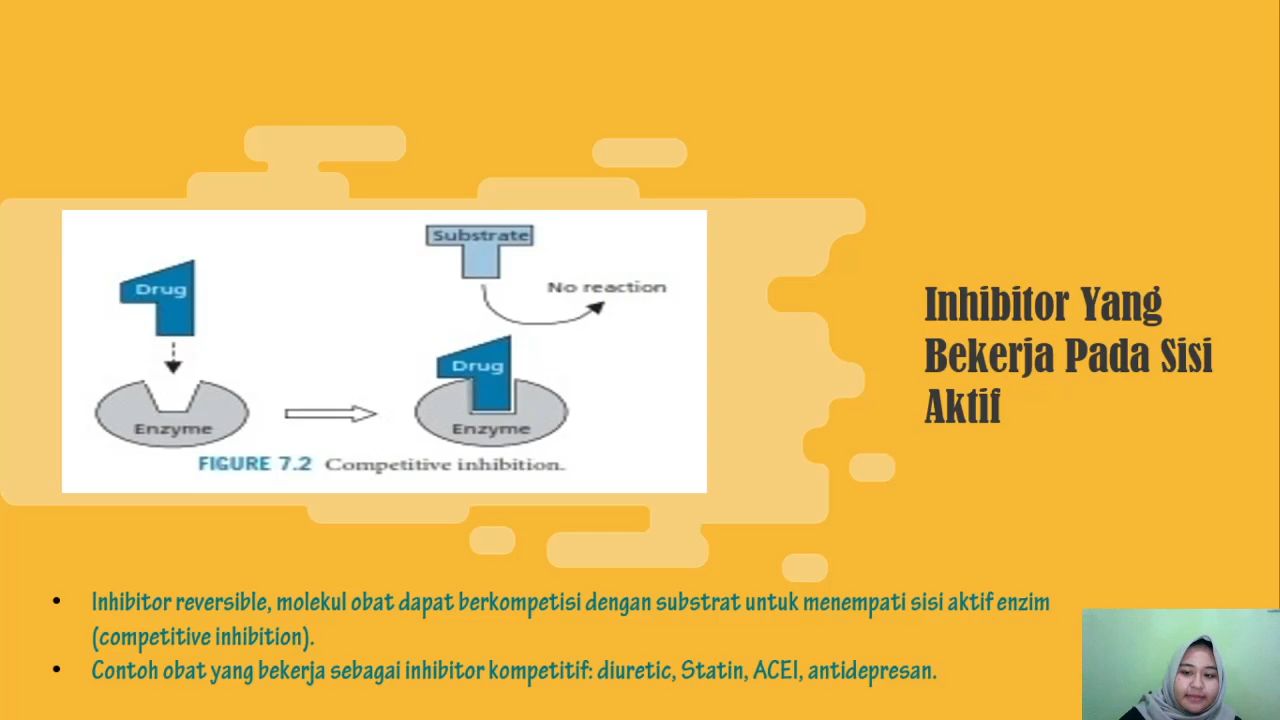 Substrate
Drug
No reaction
Drug
Enzyme
Enzyme
FIGURE 7.2 Competitive inhibition.
Inhibitor Yang
Bekerja Pada Sisi
Aktif
• Inhibitor reversible, molekul obat dapat berkompetisi dengan substrat untuk menempati sisi aktif enzim
(competitive inhibition).
• Contoh obat yang bekerja sebagai inhibitor kompetitif: diuretic, Statin, ACEI, antidepresan.